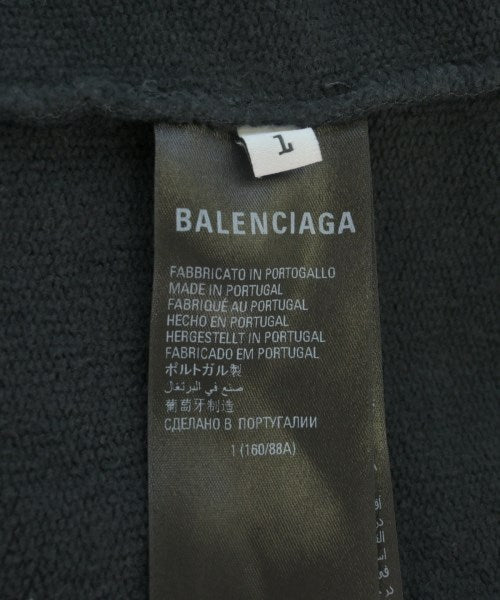 1
BALENCIAGA
FABBRICATO IN PORTOGALLO
MADE IN PORTUGAL
FABRIQUÉ AU PORTUGAL
HECHO EN PORTUGAL
HERGESTELLT IN PORTUGAL
FABRICADO EM PORTUGAL
ポルトガル製
صنع في البرتغال
葡萄牙制造
СДЕЛАНО В ПОРТУГАЛИИ
1 (160/88A)